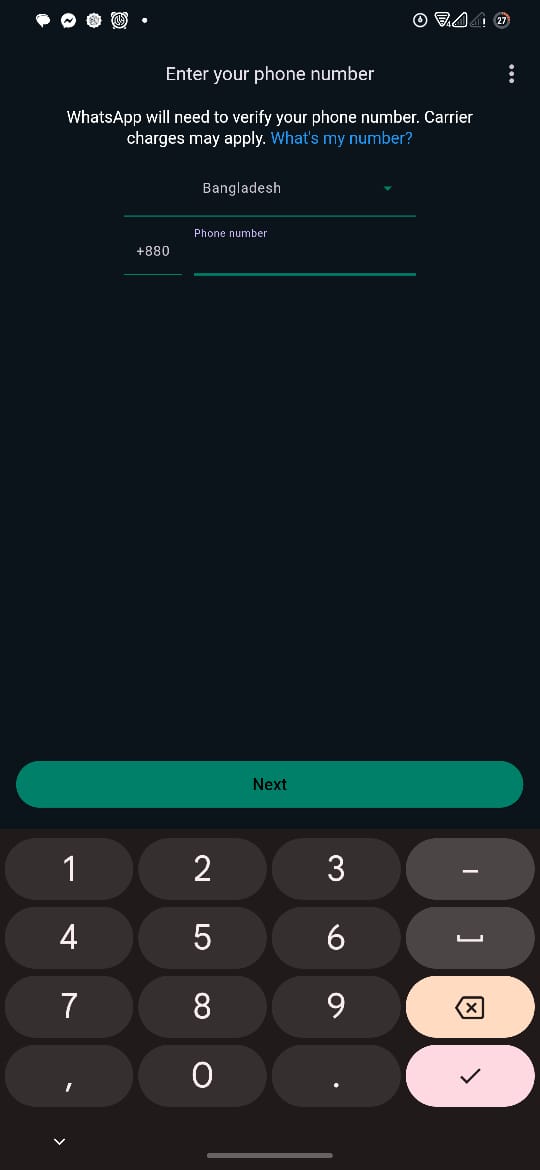 27
Enter your phone number
WhatsApp will need to verify your phone number. Carrier
charges may apply. What's my number?
Bangladesh
Phone number
+880
Next
1 2 3 –
4 5 6
7 8 9
, 0 .